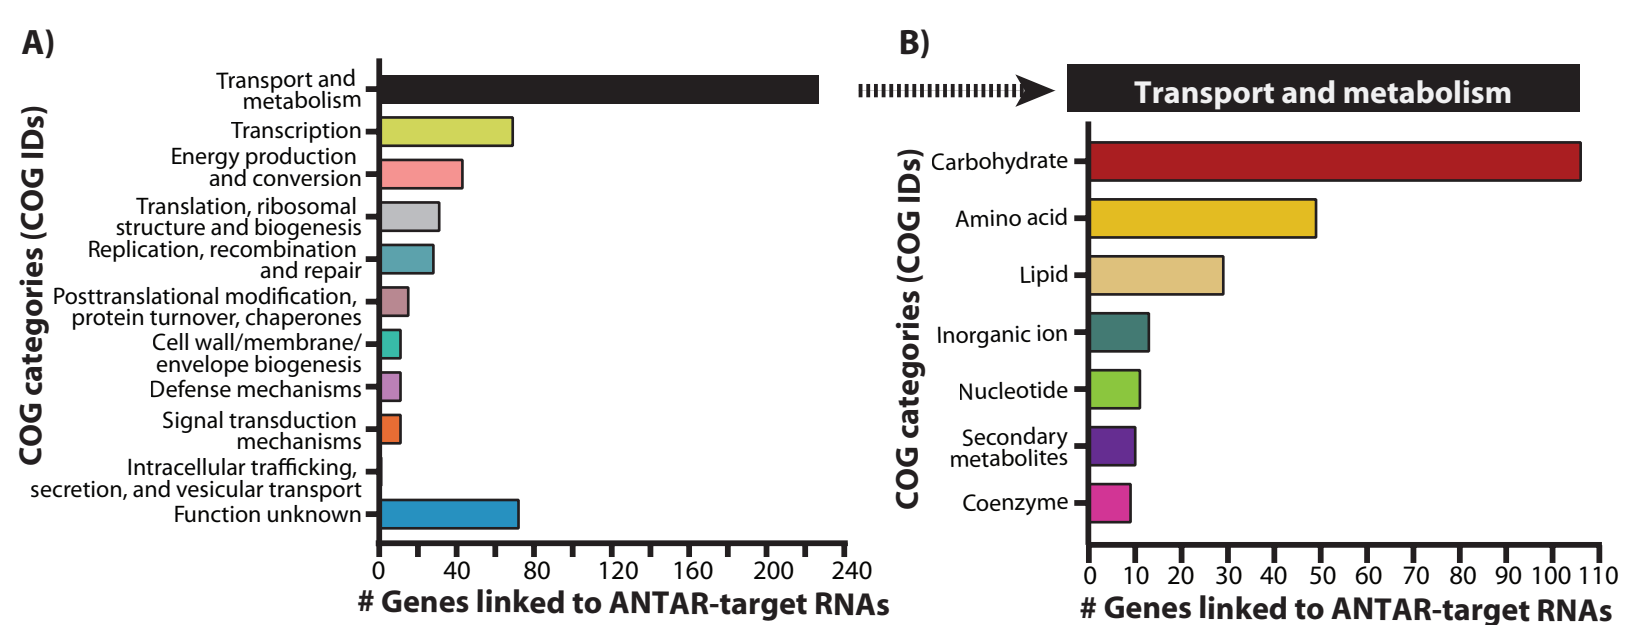 A)
COG categories (COG IDs)
Transport and
metabolism
Transcription
Energy production
and conversion
Translation, ribosomal
structure and biogenesis
Replication, recombination
and repair
Posttranslational modification,
protein turnover, chaperones
Cell wall/membrane/
envelope biogenesis
Defense mechanisms
Signal transduction
mechanisms
Intracellular trafficking,
secretion, and vesicular transport
Function unknown
0 40 80 120 160 200 240
# Genes linked to ANTAR-target RNAs
B)
Transport and metabolism
COG categories (COG IDs)
Carbohydrate
Amino acid
Lipid
Inorganic ion
Nucleotide
Secondary
metabolites
Coenzyme
0 10 20 30 40 50 60 70 80 90 100 110
# Genes linked to ANTAR-target RNAs